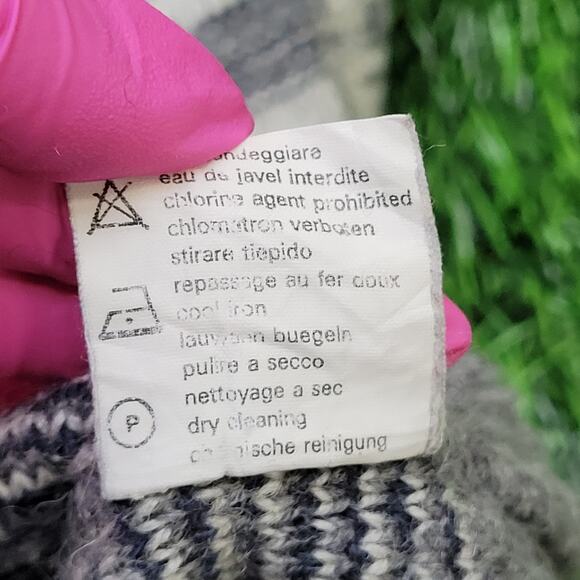 eau de javel interdite
chlorine agent prohibited
verboten
stirare tiepido
repassage au fer doux
cool iron
buegeln
pulire a secco
nettoyage a sec
P dry cleaning
reinigung